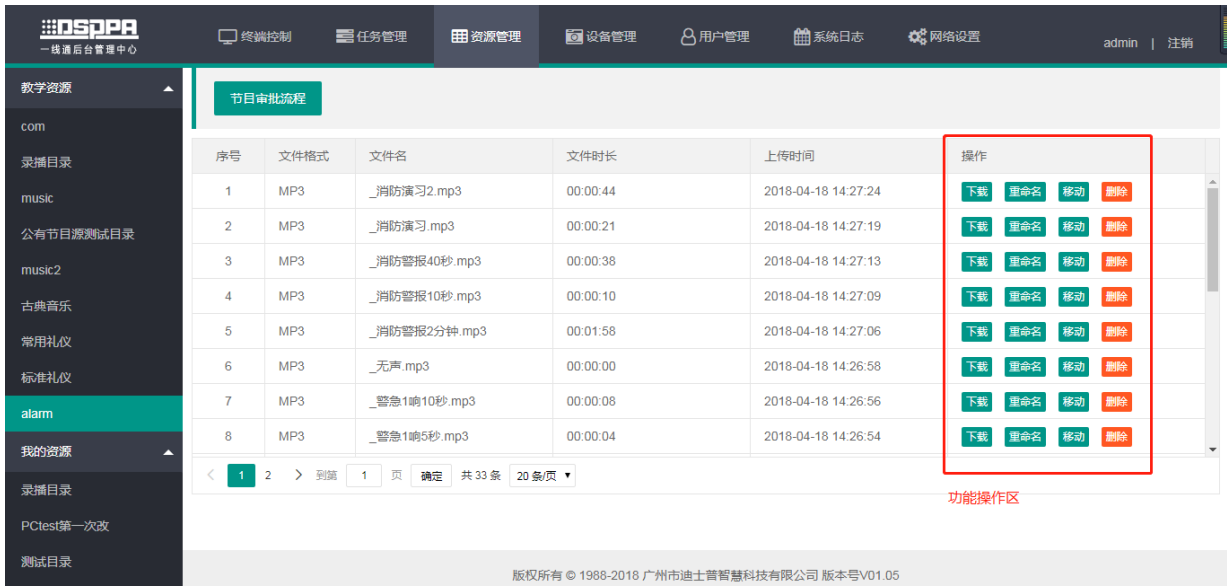 DSPPA
一线通后台管理中心
终端控制 任务管理 资源管理 设备管理 用户管理 系统日志 网络设置 admin | 注销
教学资源
com
录播目录
music
公有节目源测试目录
music2
古典音乐
常用礼仪
标准礼仪
alarm
我的资源
录播目录
PCtest第一次改
测试目录
节目审批流程
序号 文件格式 文件名 文件时长 上传时间 操作
1 MP3 _消防演习2.mp3 00:00:44 2018-04-18 14:27:24 下载 重命名 移动 删除
2 MP3 _消防演习.mp3 00:00:21 2018-04-18 14:27:19 下载 重命名 移动 删除
3 MP3 _消防警报40秒.mp3 00:00:38 2018-04-18 14:27:13 下载 重命名 移动 删除
4 MP3 _消防警报10秒.mp3 00:00:10 2018-04-18 14:27:09 下载 重命名 移动 删除
5 MP3 _消防警报2分钟.mp3 00:01:58 2018-04-18 14:27:06 下载 重命名 移动 删除
6 MP3 _无声.mp3 00:00:00 2018-04-18 14:26:58 下载 重命名 移动 删除
7 MP3 _警急1响10秒.mp3 00:00:08 2018-04-18 14:26:56 下载 重命名 移动 删除
8 MP3 _警急1响5秒.mp3 00:00:04 2018-04-18 14:26:54 下载 重命名 移动 删除
< 1 2 > 到第 1 页 确定 共 33 条 20 条/页
功能操作区
版权所有 © 1988-2018 广州市迪士普智慧科技有限公司 版本号V01.05